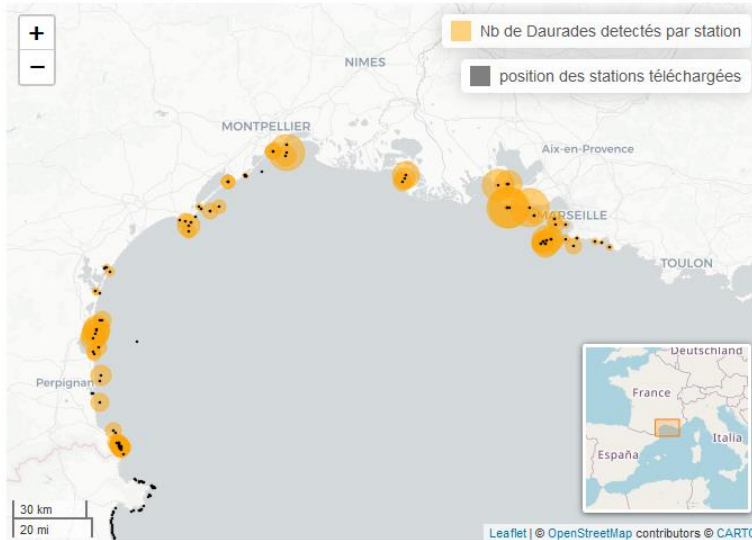 +
−
Nb de Daurades detectés par station
position des stations téléchargées
NIMES
MONTPELLIER
Aix-en-Provence
MARSEILLE
TOULON
Perpignan
Deutschland
France
Italia
España
30 km
20 mi
Leaflet | © OpenStreetMap contributors © CARTO